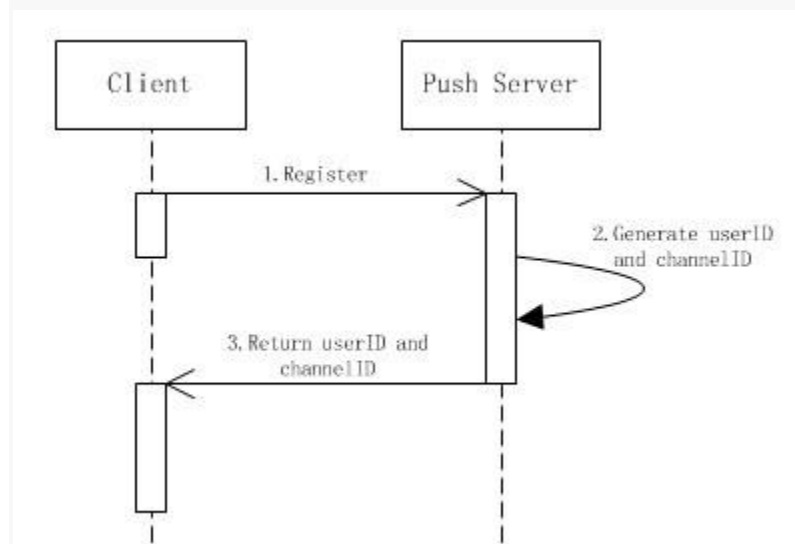 Client
Push Server
1.Register
2.Generate userID
and channelID
3.Return userID and
channelID